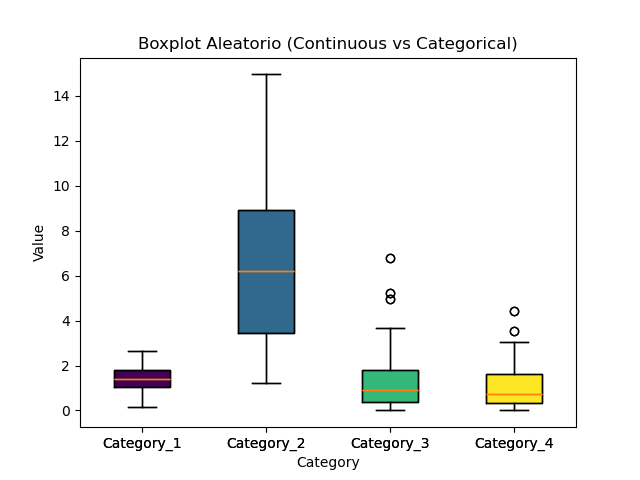 Boxplot Aleatorio (Continuous vs Categorical)
Value
14
12
10
8
6
4
2
0
Category_1 Category_2 Category_3 Category_4
Category